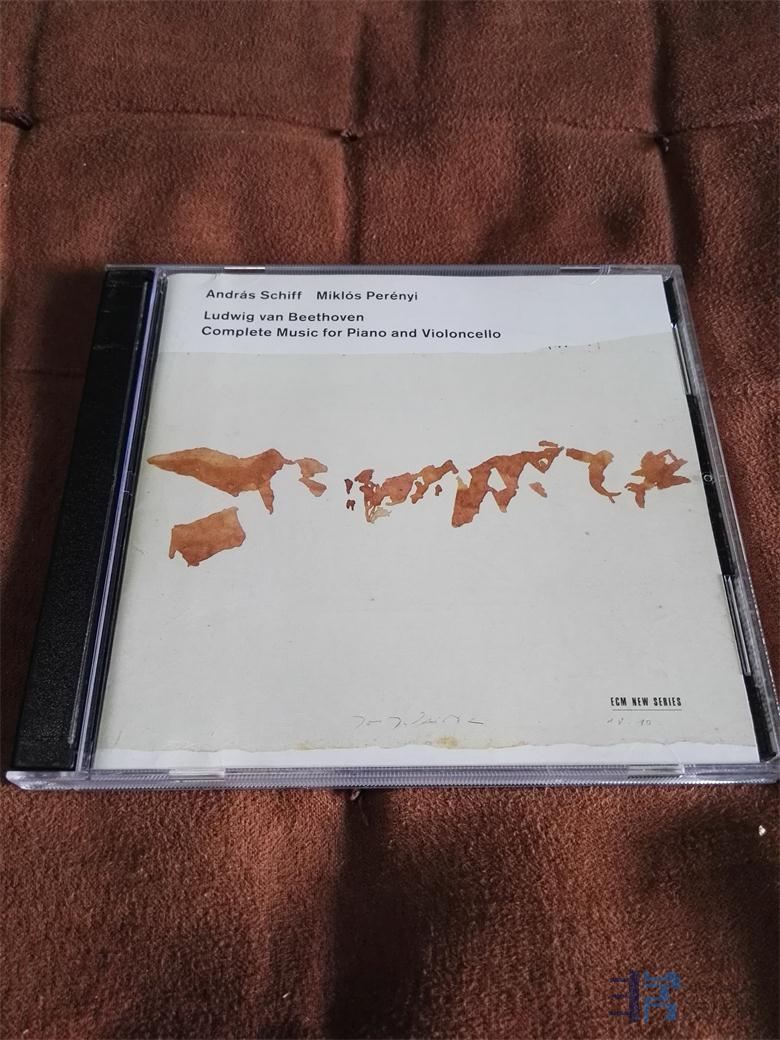 András Schiff Miklós Perényi
Ludwig van Beethoven
Complete Music for Piano and Violoncello
ECM NEW SERIES